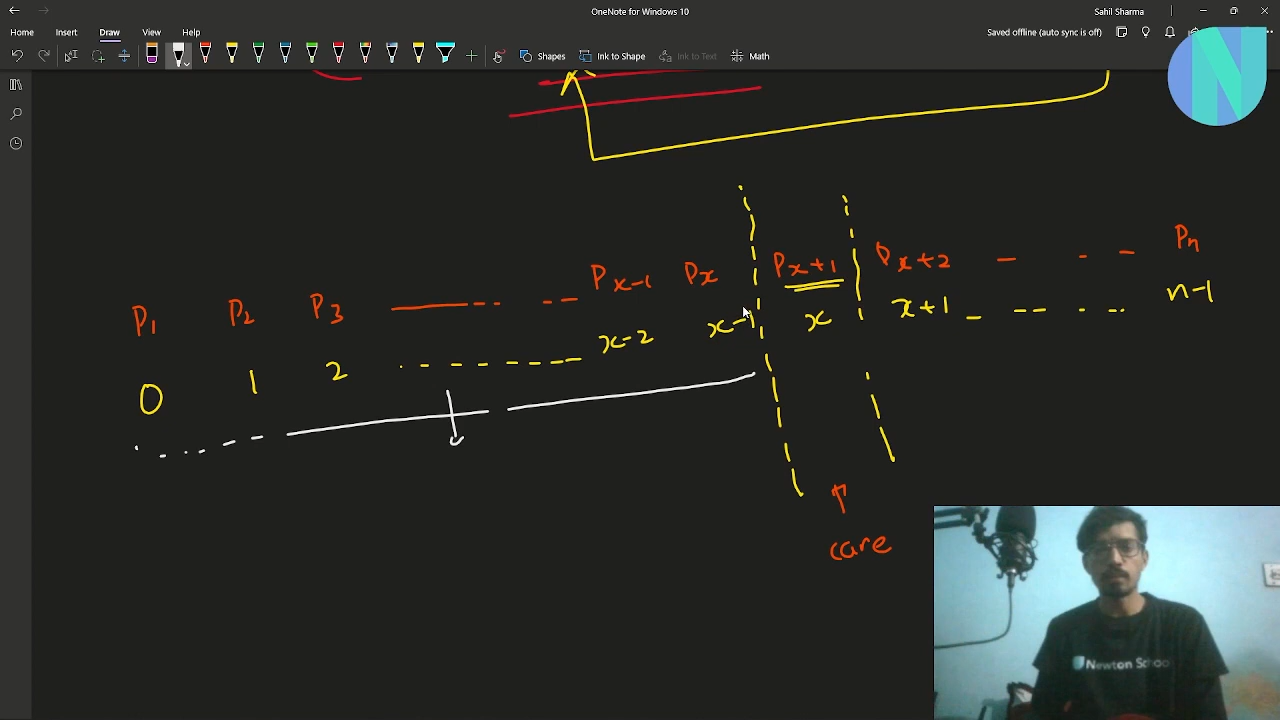 OneNote for Windows 10
Sahil Sharma
Home Insert Draw View Help
Saved offline (auto sync is off)
Shapes Ink to Shape Ink to Text Math
P1 P2 P3 Px-1 Px Px+1 Px+2 Pn
0 1 2 x-2 x-1 x x+1 n-1
care
Newton Schoo